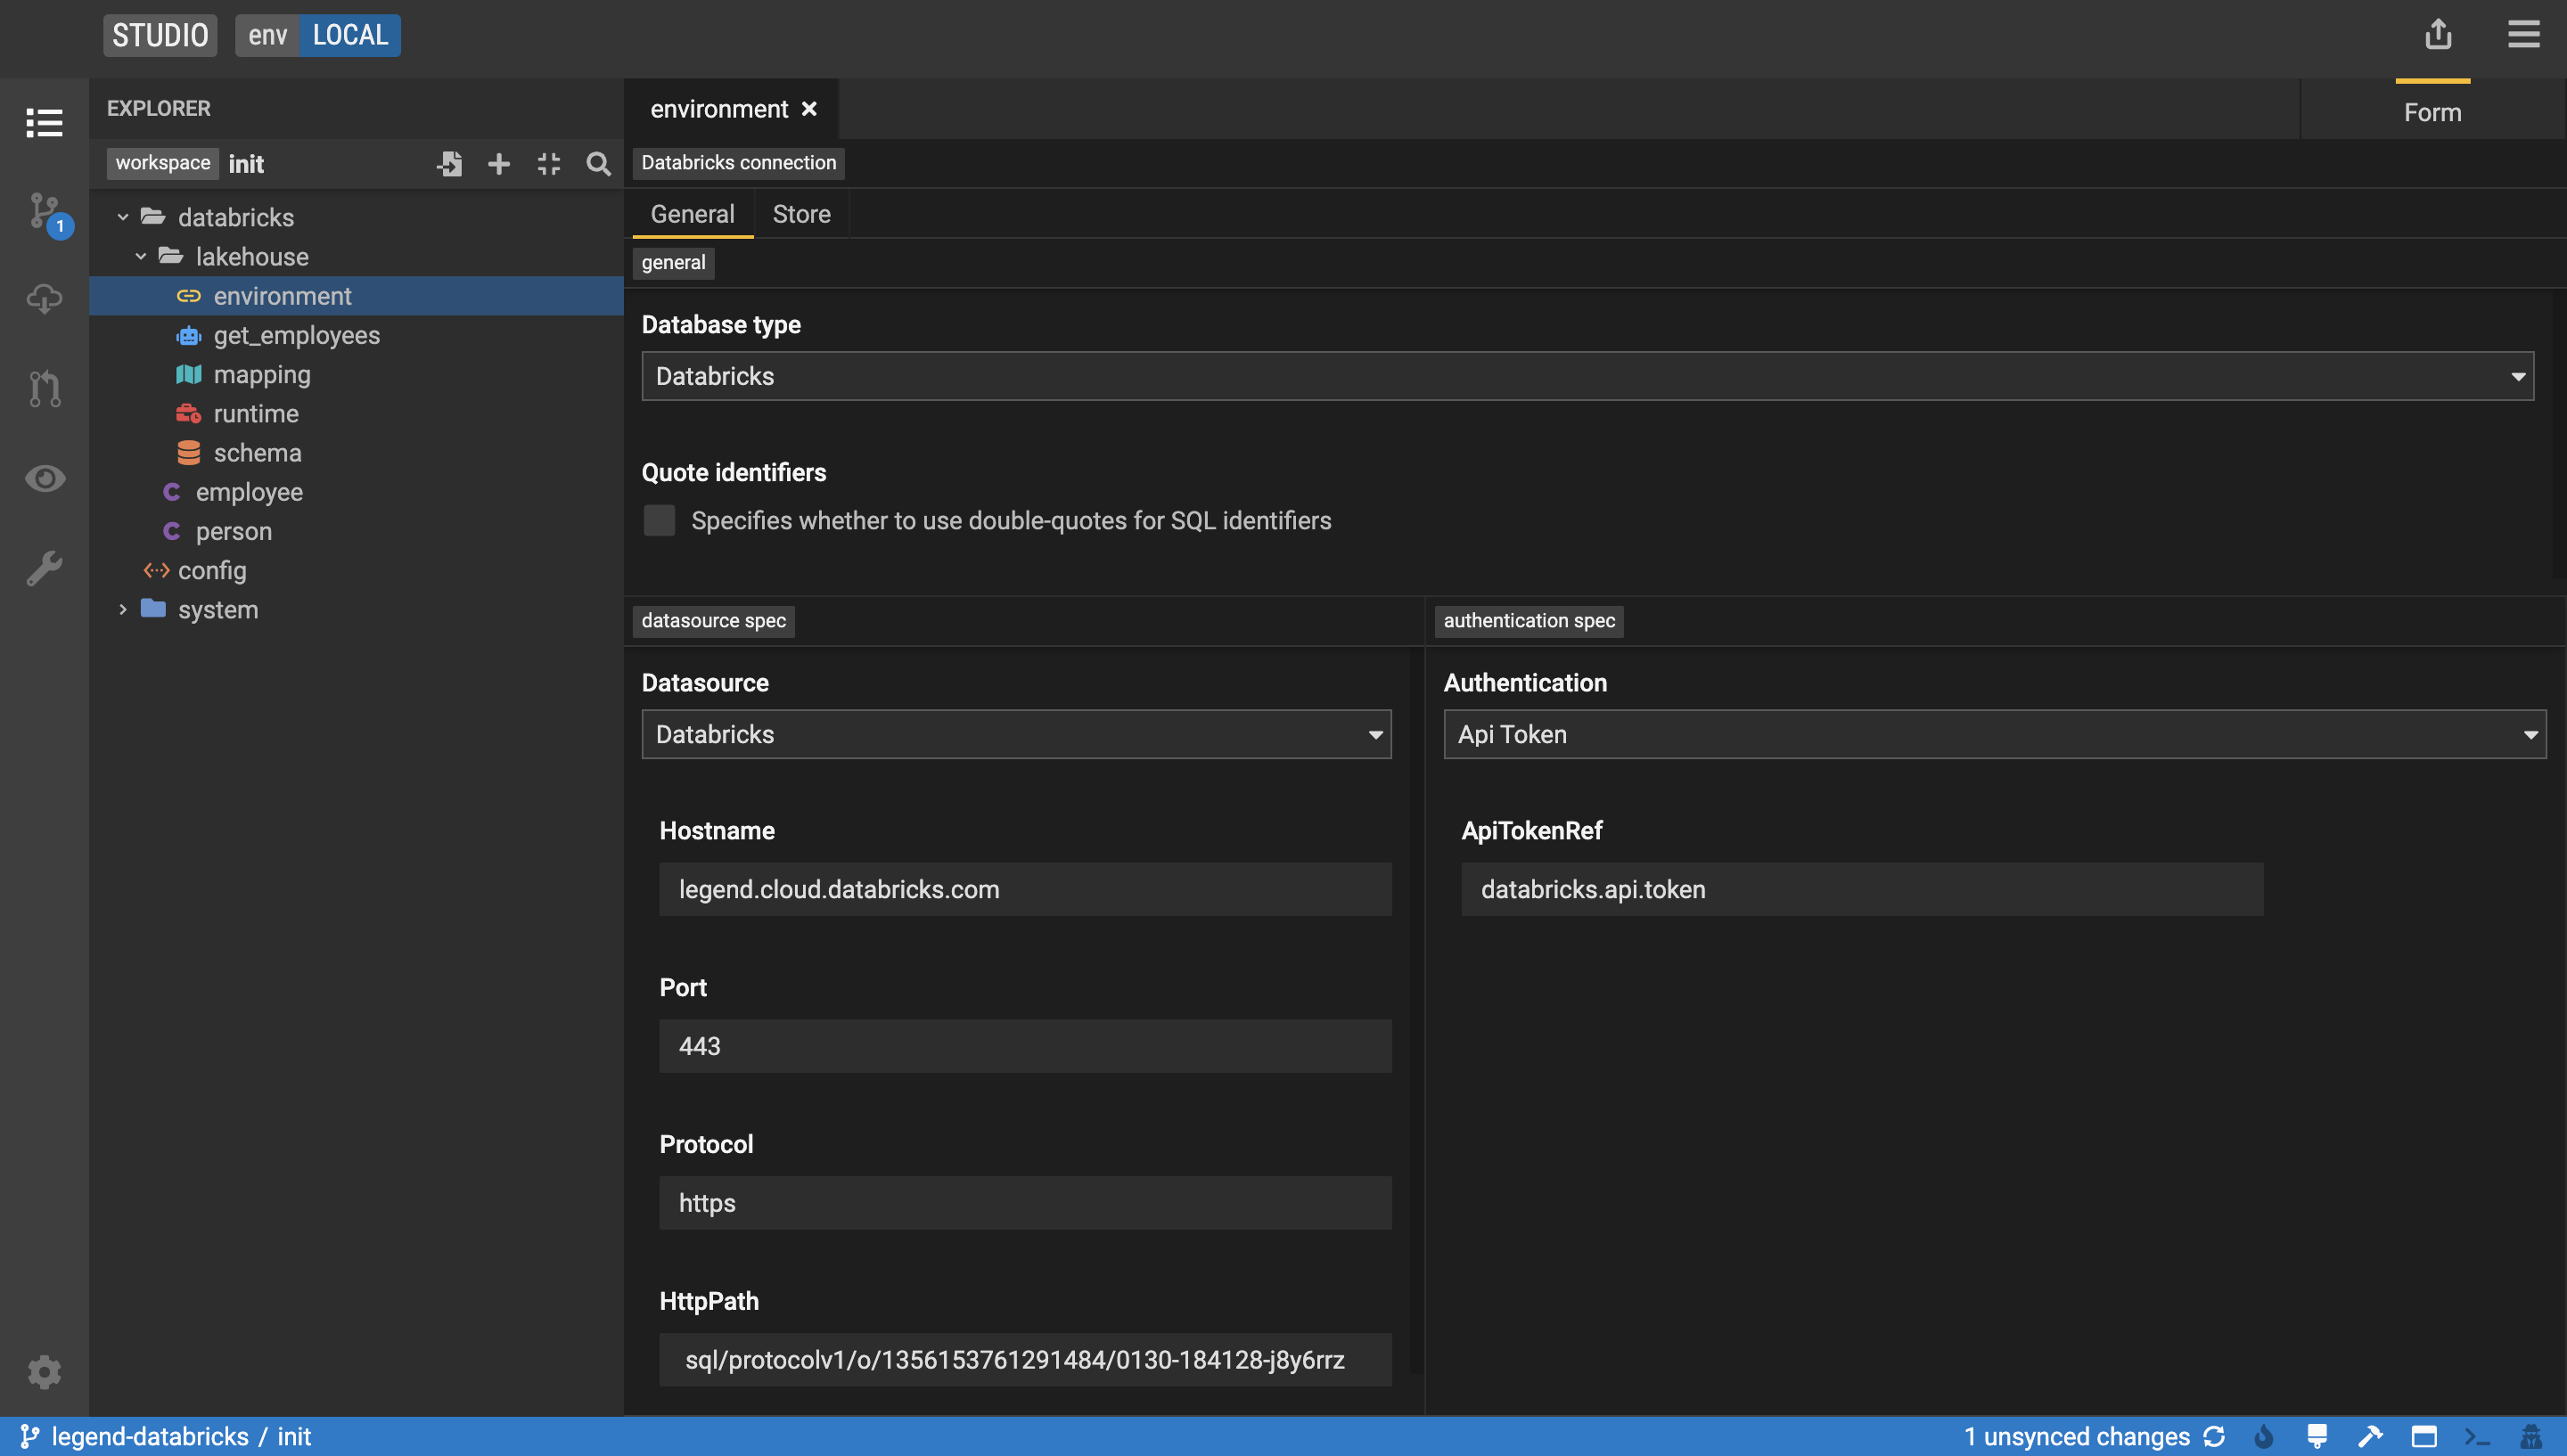 STUDIO env LOCAL
EXPLORER
workspace init
databricks
lakehouse
environment
get_employees
mapping
runtime
schema
employee
person
config
system
environment
Form
Databricks connection
General Store
general
Database type
Databricks
Quote identifiers
Specifies whether to use double-quotes for SQL identifiers
datasource spec
Datasource
Databricks
Hostname
legend.cloud.databricks.com
Port
443
Protocol
https
HttpPath
sql/protocolv1/o/1356153761291484/0130-184128-j8y6rrz
authentication spec
Authentication
Api Token
ApiTokenRef
databricks.api.token
1
legend-databricks / init
1 unsynced changes